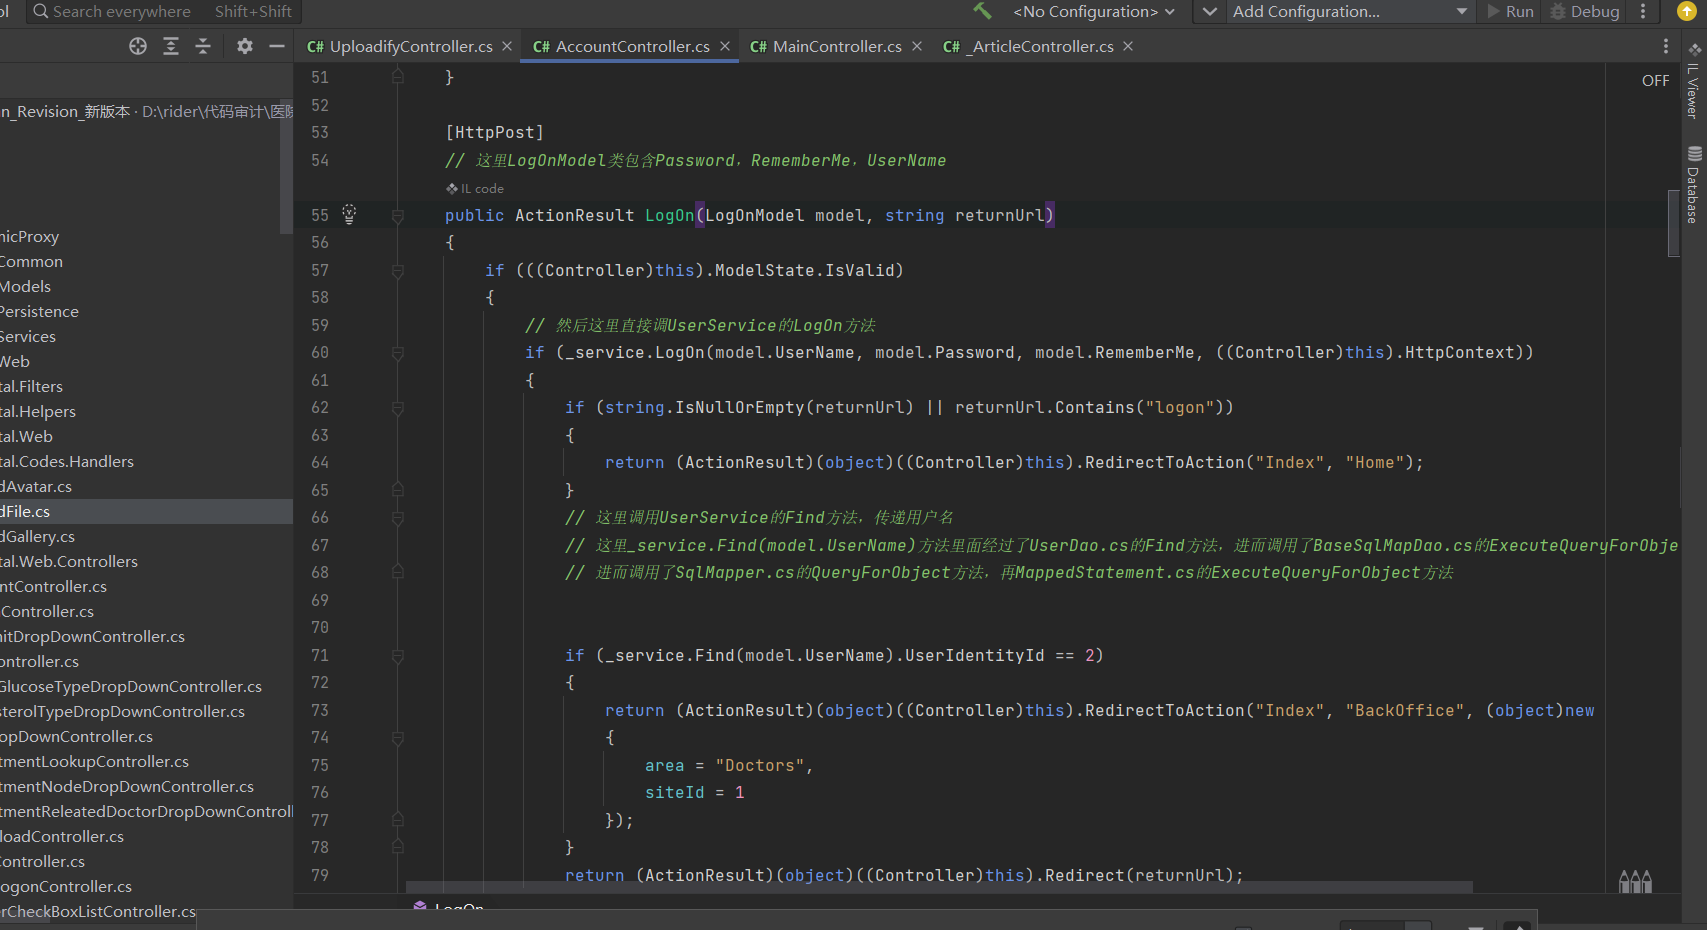 ol
Search everywhere Shift+Shift
<No Configuration>
Add Configuration...
Run
Debug
UploadifyController.cs
AccountController.cs
MainController.cs
_ArticleController.cs
n_Revision_新版本 · D:\rider\代码审计\医院
micProxy
Common
Models
Persistence
Services
Web
tal.Filters
tal.Helpers
tal.Web
tal.Codes.Handlers
dAvatar.cs
dFile.cs
dGallery.cs
tal.Web.Controllers
ntController.cs
Controller.cs
nitDropDownController.cs
ontroller.cs
GlucoseTypeDropDownController.cs
sterolTypeDropDownController.cs
opDownController.cs
tmentLookupController.cs
tmentNodeDropDownController.cs
tmentReleatedDoctorDropDownControll
loadController.cs
Controller.cs
ogonController.cs
rCheckBoxListController.cs
OFF
IL Viewer
Database
51 }
52
53 [HttpPost]
54 // 这里LogOnModel类包含Password，RememberMe，UserName
IL code
55 public ActionResult LogOn(LogOnModel model, string returnUrl)
56 {
57 if (((Controller)this).ModelState.IsValid)
58 {
59 // 然后这里直接调UserService的LogOn方法
60 if (_service.LogOn(model.UserName, model.Password, model.RememberMe, ((Controller)this).HttpContext))
61 {
62 if (string.IsNullOrEmpty(returnUrl) || returnUrl.Contains("logon"))
63 {
64 return (ActionResult)(object)((Controller)this).RedirectToAction("Index", "Home");
65 }
66 // 这里调用UserService的Find方法，传递用户名
67 // 这里_service.Find(model.UserName)方法里面经过了UserDao.cs的Find方法，进而调用了BaseSqlMapDao.cs的ExecuteQueryForObje
68 // 进而调用了SqlMapper.cs的QueryForObject方法，再MappedStatement.cs的ExecuteQueryForObject方法
69
70
71 if (_service.Find(model.UserName).UserIdentityId == 2)
72 {
73 return (ActionResult)(object)((Controller)this).RedirectToAction("Index", "BackOffice", (object)new
74 {
75 area = "Doctors",
76 siteId = 1
77 });
78 }
79 return (ActionResult)(object)((Controller)this).Redirect(returnUrl);
LogOn